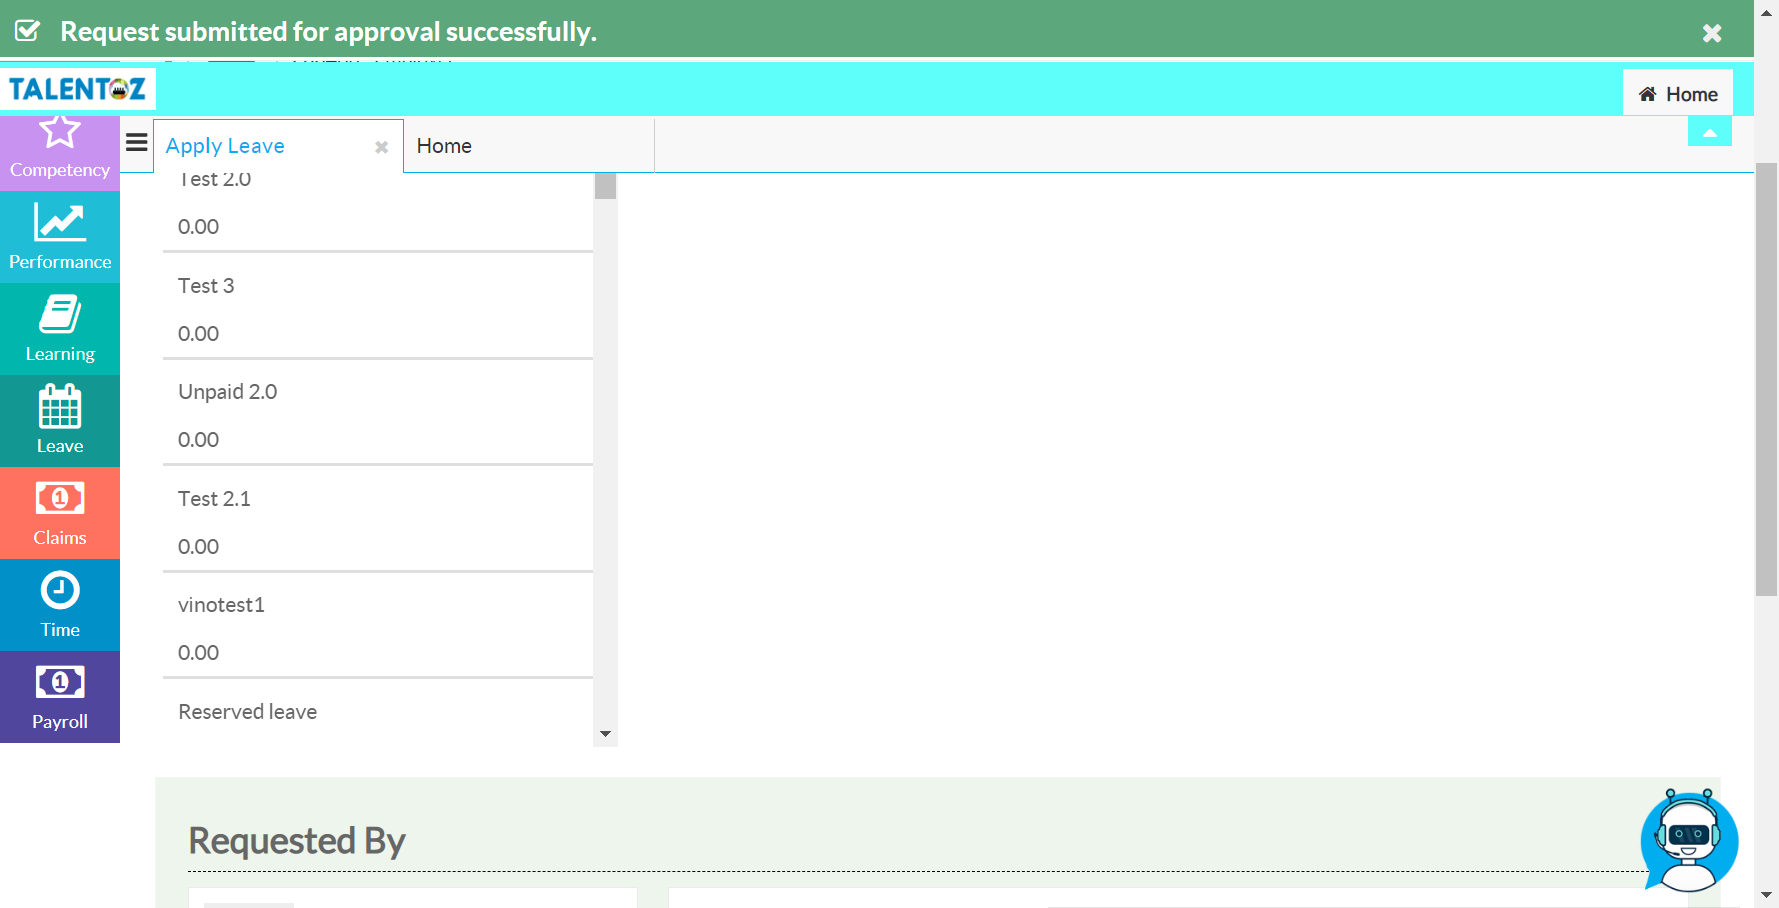 Request submitted for approval successfully.
TALENTOZ
Home
Competency
Apply Leave
Home
Test 2.0
0.00
Performance
Test 3
0.00
Learning
Unpaid 2.0
0.00
Leave
Test 2.1
0.00
Claims
vinotest1
0.00
Time
Reserved leave
Payroll
Requested By